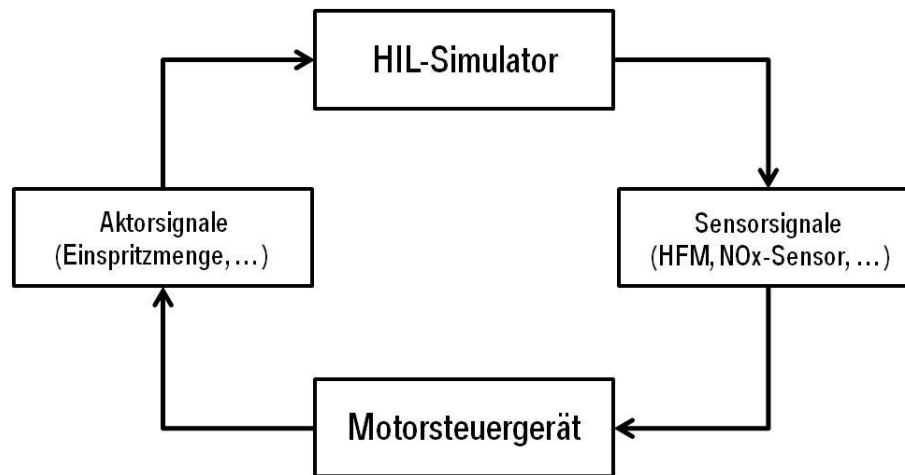 HIL-Simulator
Aktorsignale
(Einspritzmenge, ...)
Sensorsignale
(HFM, NOx-Sensor, ...)
Motorsteuergerät